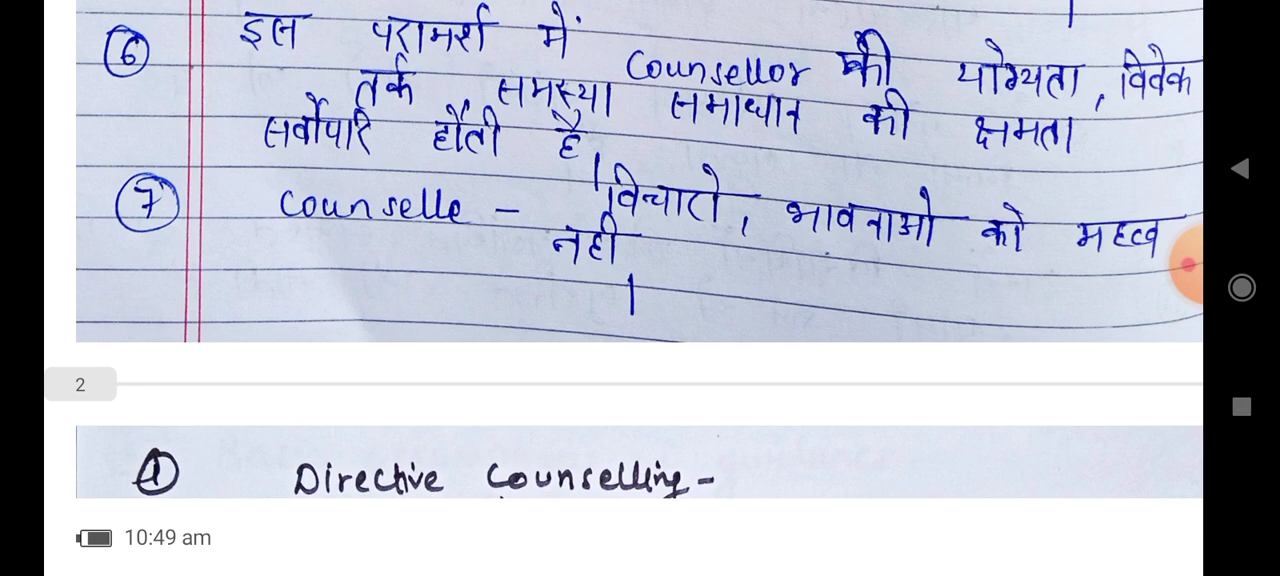 6 इस परामर्श में Counsellor की योग्यता, विवेक
तर्क समस्या समाधान की क्षमता
सर्वोपरि होती है।
7 Counselle - विचारो, भावनाओ को महत्व
नही।
2
1 Directive Counselling-
10:49 am